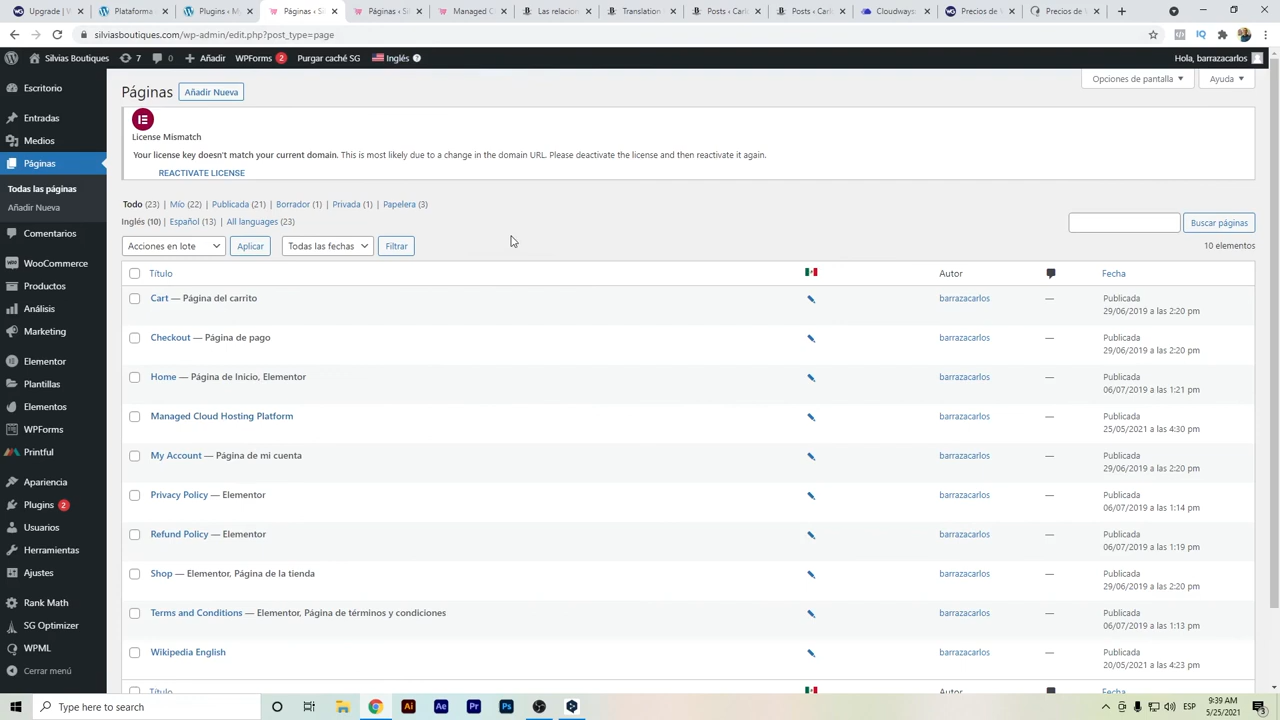 Upgrade W
Plataforma
Páginas ‹ S
Páginas ‹ Si
Managed C
Las relacion
Translation
Posts ‹ Carl
Posts ‹ Carl
Cloudways
Precios de V
Precios de
silviasboutiques.com/wp-admin/edit.php?post_type=page
Silvias Boutiques
7
0
Añadir
WPForms 2
Purgar caché SG
Inglés
Hola, barrazacarlos
Escritorio
Entradas
Medios
Páginas
Todas las páginas
Añadir Nueva
Comentarios
WooCommerce
Productos
Análisis
Marketing
Elementor
Plantillas
Elementos
WPForms
Printful
Apariencia
Plugins 2
Usuarios
Herramientas
Ajustes
Rank Math
SG Optimizer
WPML
Cerrar menú
Opciones de pantalla
Ayuda
Páginas
Añadir Nueva
License Mismatch
Your license key doesn't match your current domain. This is most likely due to a change in the domain URL. Please deactivate the license and then reactivate it again.
REACTIVATE LICENSE
Todo (23) | Mío (22) | Publicada (21) | Borrador (1) | Privada (1) | Papelera (3)
Inglés (10) | Español (13) | All languages (23)
Buscar páginas
Acciones en lote
Aplicar
Todas las fechas
Filtrar
10 elementos
Título
Autor
Fecha
Cart — Página del carrito
barrazacarlos
—
Publicada
29/06/2019 a las 2:20 pm
Checkout — Página de pago
barrazacarlos
—
Publicada
29/06/2019 a las 2:20 pm
Home — Página de Inicio, Elementor
barrazacarlos
—
Publicada
06/07/2019 a las 1:21 pm
Managed Cloud Hosting Platform
barrazacarlos
—
Publicada
25/05/2021 a las 4:30 pm
My Account — Página de mi cuenta
barrazacarlos
—
Publicada
29/06/2019 a las 2:20 pm
Privacy Policy — Elementor
barrazacarlos
—
Publicada
06/07/2019 a las 1:14 pm
Refund Policy — Elementor
barrazacarlos
—
Publicada
06/07/2019 a las 1:19 pm
Shop — Elementor, Página de la tienda
barrazacarlos
—
Publicada
29/06/2019 a las 2:20 pm
Terms and Conditions — Elementor, Página de términos y condiciones
barrazacarlos
—
Publicada
06/07/2019 a las 1:13 pm
Wikipedia English
barrazacarlos
—
Publicada
20/05/2021 a las 4:23 pm
Título
Autor
Fecha
Type here to search
Ai
Ae
Pr
Ps
ESP
9:39 AM
5/25/2021
3